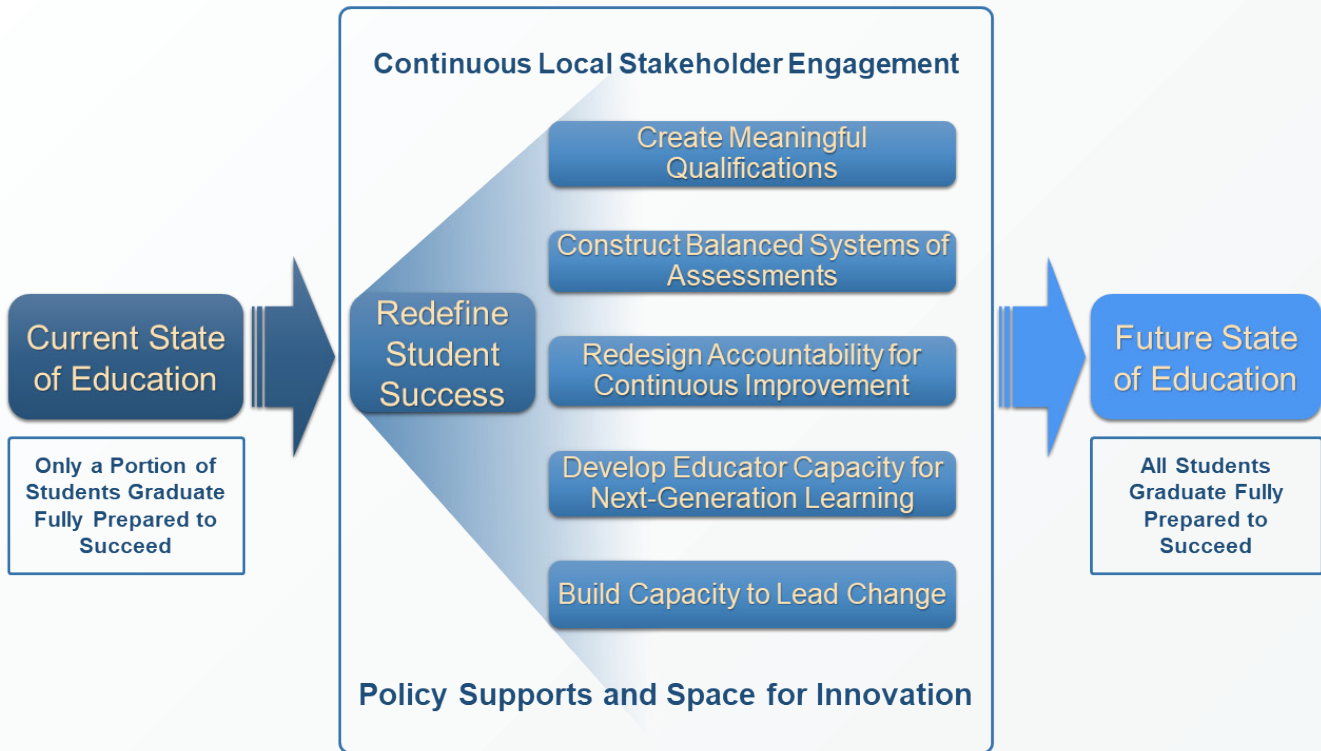 Continuous Local Stakeholder Engagement
Current State
of Education
Only a Portion of
Students Graduate
Fully Prepared to
Succeed
Redefine
Student
Success
Create Meaningful
Qualifications
Construct Balanced Systems of
Assessments
Redesign Accountability for
Continuous Improvement
Develop Educator Capacity for
Next-Generation Learning
Build Capacity to Lead Change
Policy Supports and Space for Innovation
Future State
of Education
All Students
Graduate Fully
Prepared to
Succeed